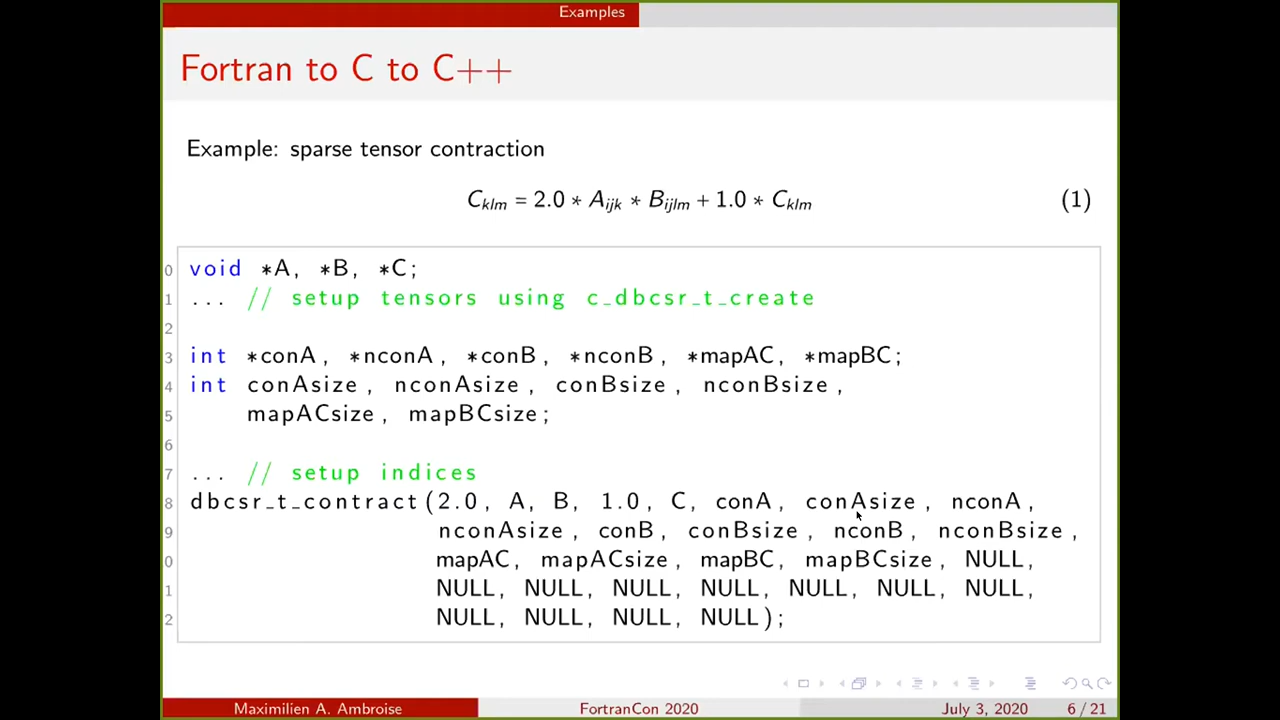 Examples
Fortran to C to C++
Example: sparse tensor contraction
Cklm = 2.0 * Aijk * Bijlm + 1.0 * Cklm (1)
0 void *A, *B, *C;
1 ... // setup tensors using c_dbcsr_t_create
2
3 int *conA, *nconA, *conB, *nconB, *mapAC, *mapBC;
4 int conAsize, nconAsize, conBsize, nconBsize,
5 mapACsize, mapBCsize;
6
7 ... // setup indices
8 dbcsr_t_contract(2.0, A, B, 1.0, C, conA, conAsize, nconA,
9 nconAsize, conB, conBsize, nconB, nconBsize,
0 mapAC, mapACsize, mapBC, mapBCsize, NULL,
1 NULL, NULL, NULL, NULL, NULL, NULL, NULL,
2 NULL, NULL, NULL, NULL);
Maximilien A. Ambroise FortranCon 2020 July 3, 2020 6 / 21